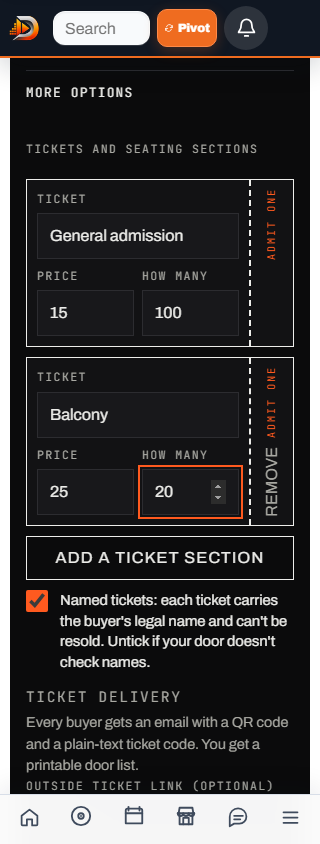 Search
Pivot
MORE OPTIONS
TICKETS AND SEATING SECTIONS
TICKET
General admission
PRICE
HOW MANY
15
100
ADMIT ONE
TICKET
Balcony
PRICE
HOW MANY
25
20
ADMIT ONE
REMOVE
ADD A TICKET SECTION
Named tickets: each ticket carries
the buyer's legal name and can't be
resold. Untick if your door doesn't
check names.
TICKET DELIVERY
Every buyer gets an email with a QR code
and a plain-text ticket code. You get a
printable door list.
OUTSIDE TICKET LINK (OPTIONAL)